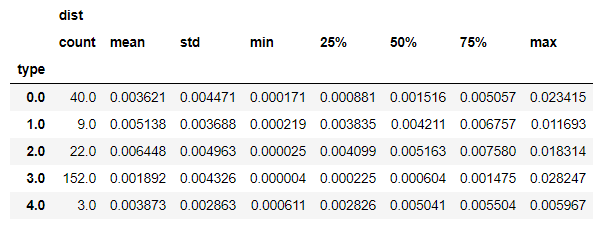 dist
count mean std min 25% 50% 75% max
type
0.0 40.0 0.003621 0.004471 0.000171 0.000881 0.001516 0.005057 0.023415
1.0 9.0 0.005138 0.003688 0.000219 0.003835 0.004211 0.006757 0.011693
2.0 22.0 0.006448 0.004963 0.000025 0.004099 0.005163 0.007580 0.018314
3.0 152.0 0.001892 0.004326 0.000004 0.000225 0.000604 0.001475 0.028247
4.0 3.0 0.003873 0.002863 0.000611 0.002826 0.005041 0.005504 0.005967